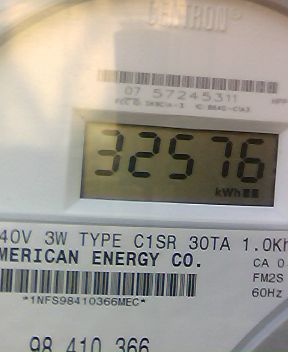 CENTRON®
07 57245311
32576
kWh
40V 3W TYPE C1SR 30TA 1.0Kh
MERICAN ENERGY CO.
CA 0
FM2S
60Hz
*1NFS98410366MEC*
98 410 366